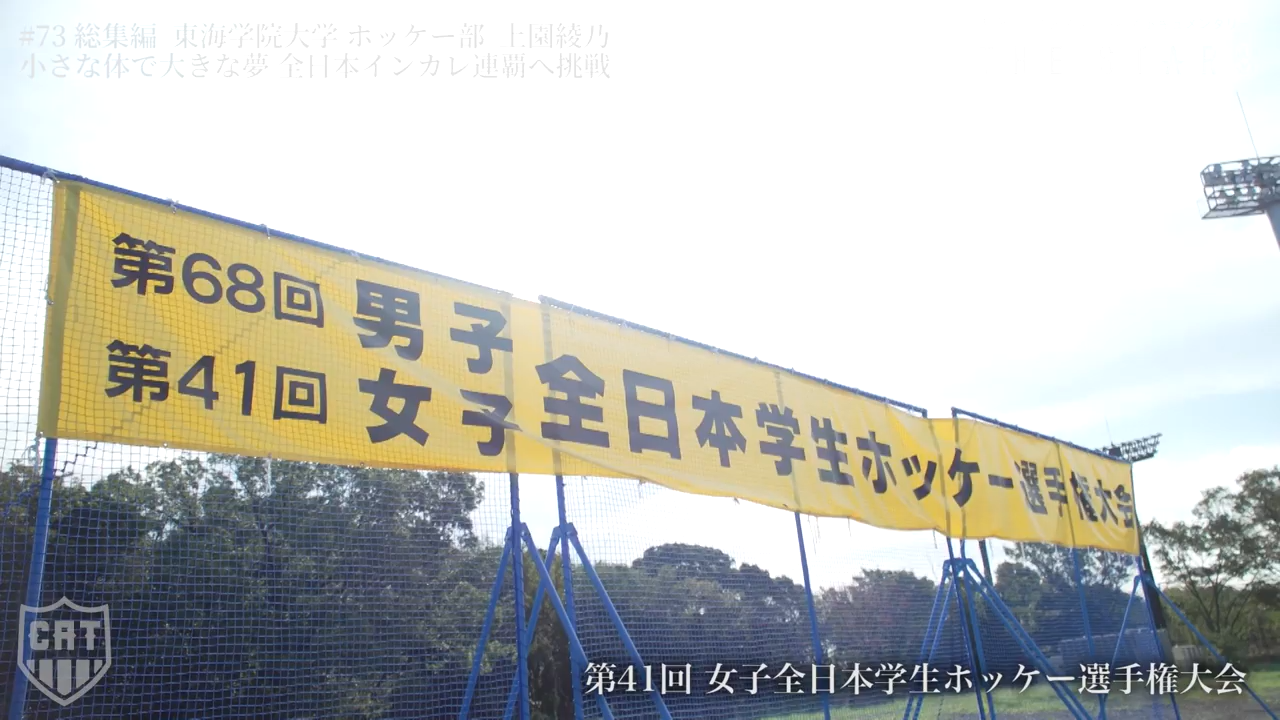 #73 総集編 東海学院大学 ホッケー部 上園綾乃
小さな体で大きな夢 全日本インカレ連覇へ挑戦
第68回 男子
第41回 女子
全日本学生ホッケー選手権大会
CRT
第41回 女子全日本学生ホッケー選手権大会